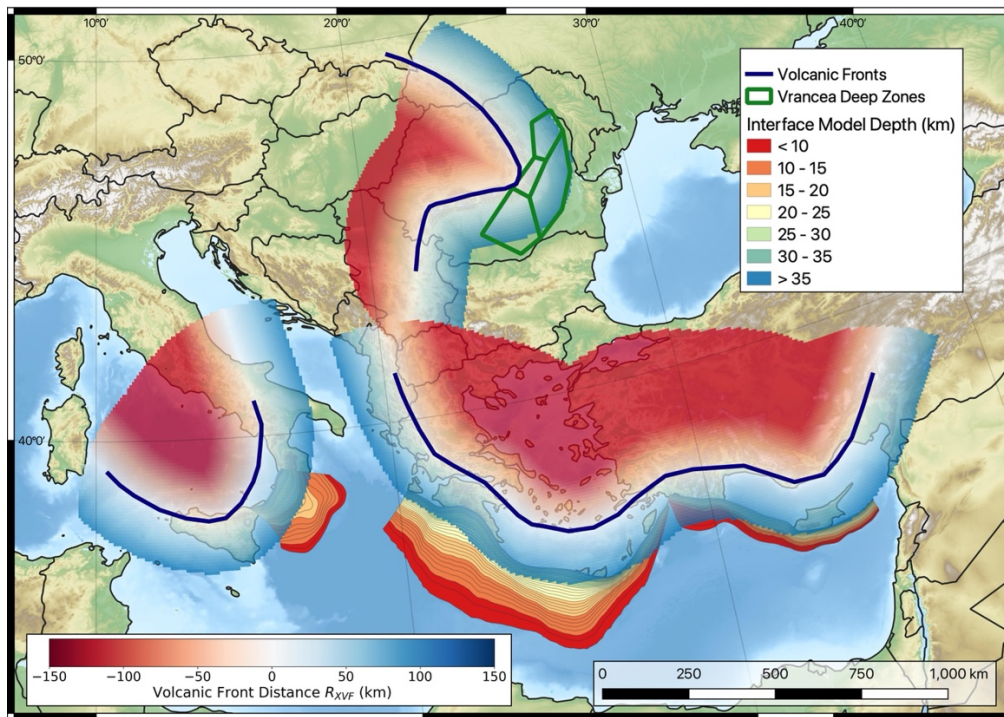 10°0' 20°0' 30°0' 40°0'
50°0'
40°0'
Volcanic Fronts
Vrancea Deep Zones
Interface Model Depth (km)
< 10
10 - 15
15 - 20
20 - 25
25 - 30
30 - 35
> 35
−150 −100 −50 0 50 100 150
Volcanic Front Distance R_XVF (km)
0 250 500 750 1,000 km